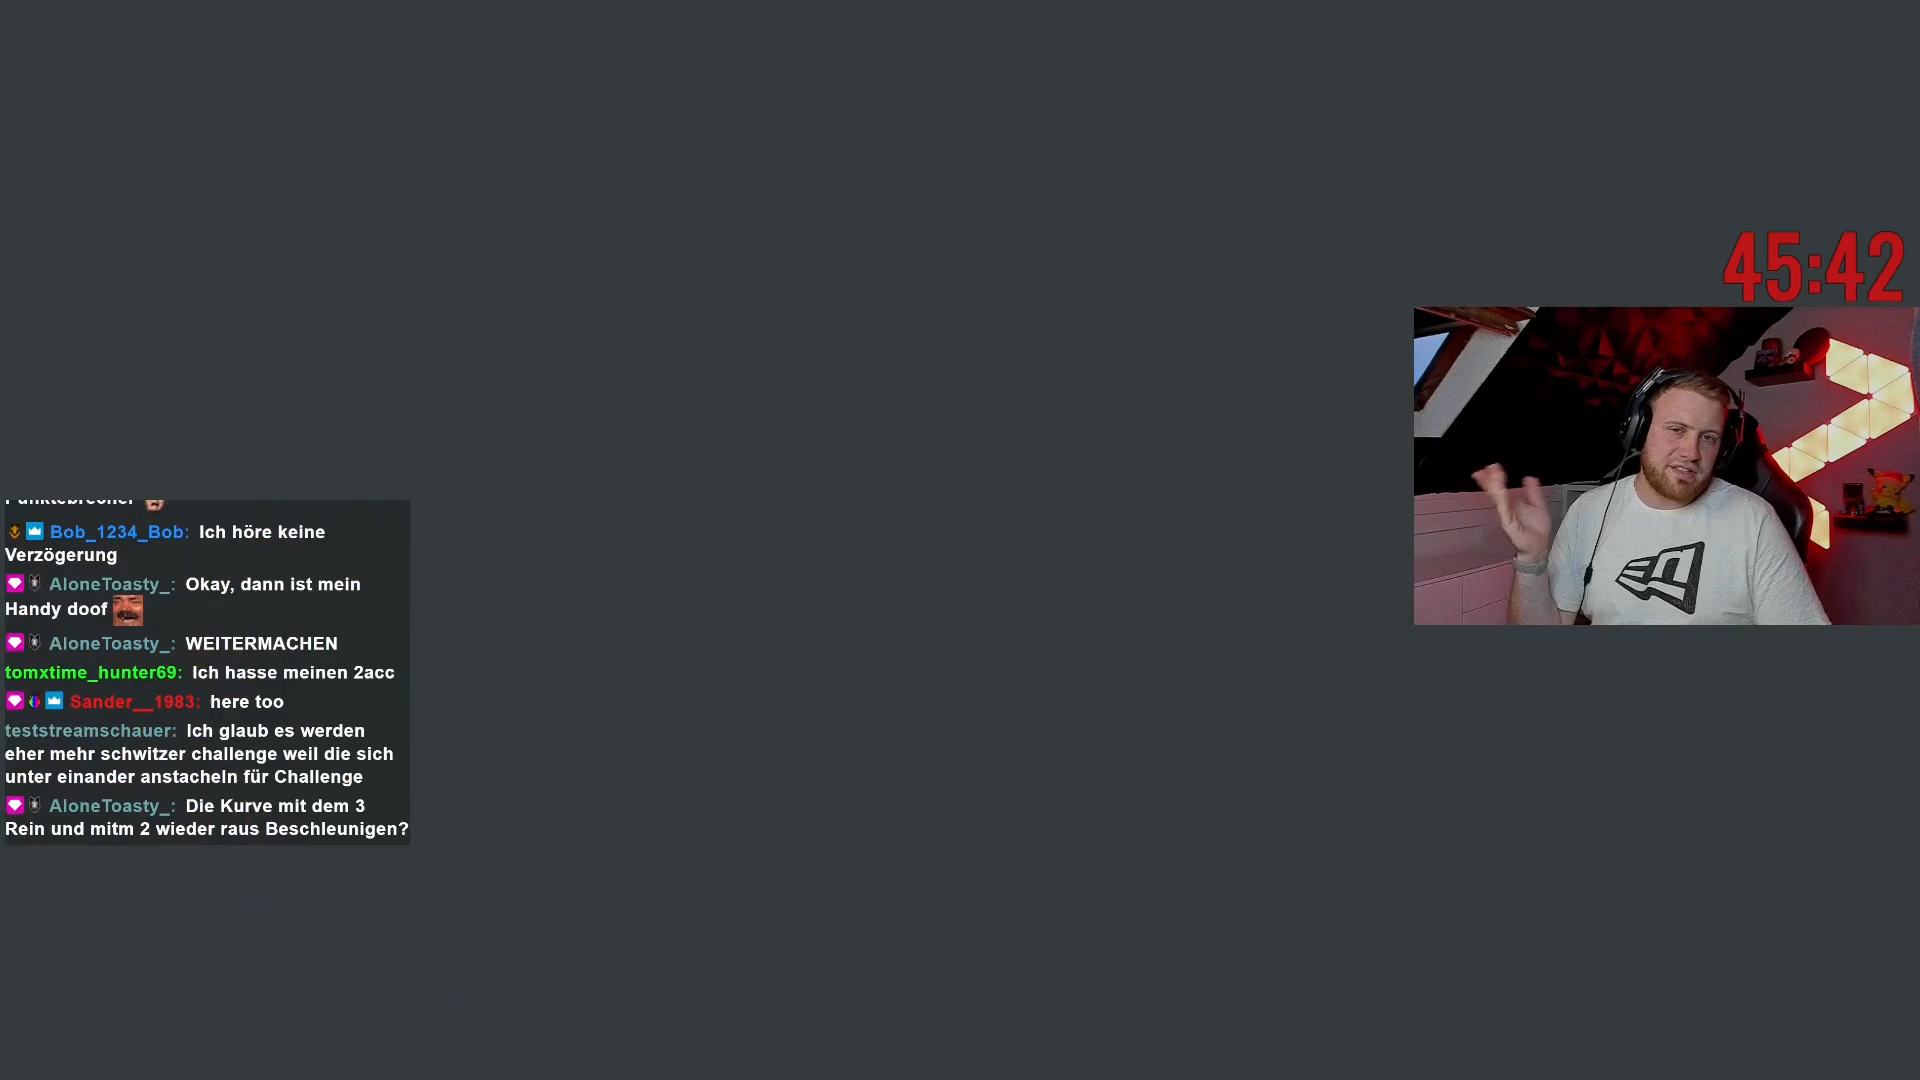 45:42
Punktebrecher
Bob_1234_Bob: Ich höre keine
Verzögerung
AloneToasty_: Okay, dann ist mein
Handy doof
AloneToasty_: WEITERMACHEN
tomxtime_hunter69: Ich hasse meinen 2acc
Sander__1983: here too
teststreamschauer: Ich glaub es werden
eher mehr schwitzer challenge weil die sich
unter einander anstacheln für Challenge
AloneToasty_: Die Kurve mit dem 3
Rein und mitm 2 wieder raus Beschleunigen?